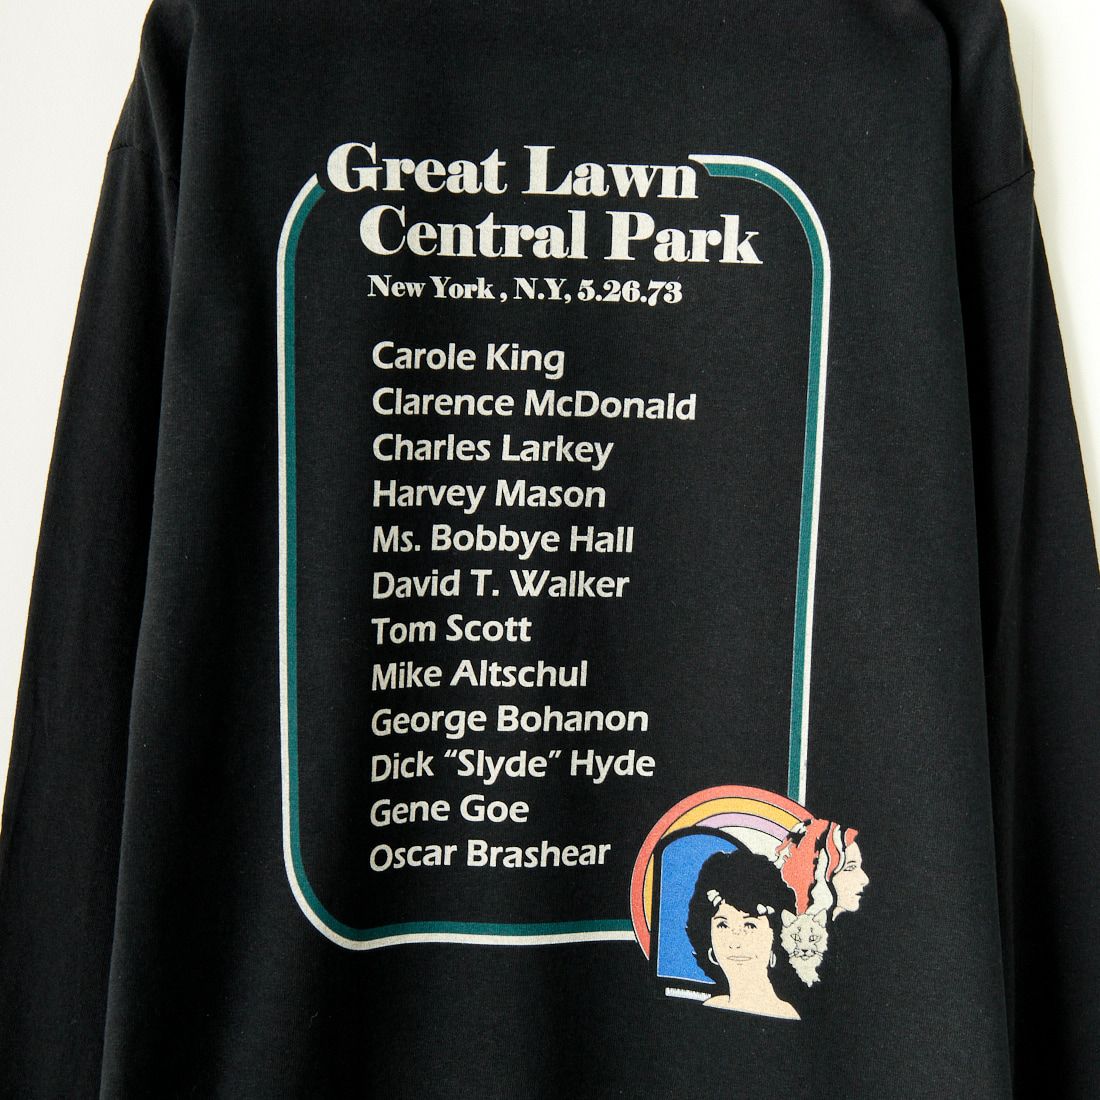 Great Lawn
Central Park
New York, N.Y, 5.26.73
Carole King
Clarence McDonald
Charles Larkey
Harvey Mason
Ms. Bobbye Hall
David T. Walker
Tom Scott
Mike Altschul
George Bohanon
Dick “Slyde” Hyde
Gene Goe
Oscar Brashear